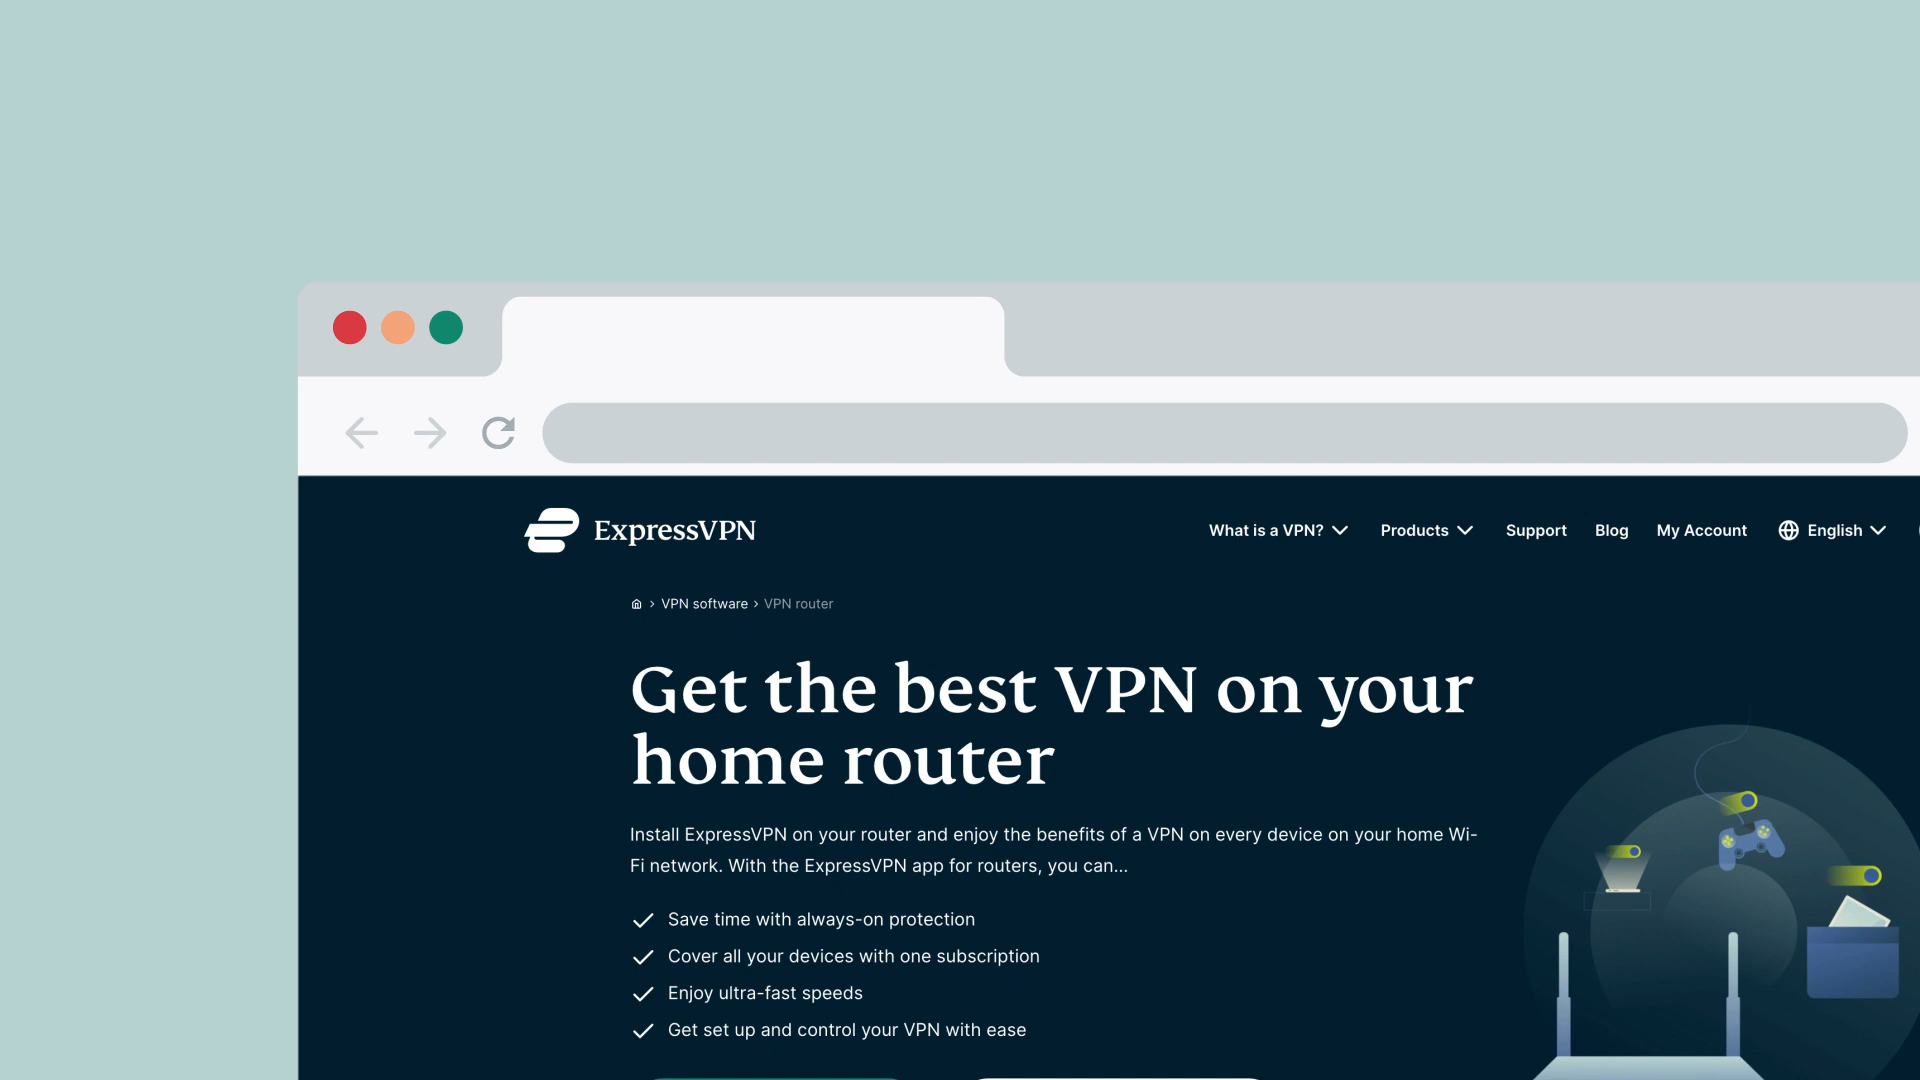 ExpressVPN
What is a VPN? Products Support Blog My Account English
VPN software > VPN router
Get the best VPN on your
home router
Install ExpressVPN on your router and enjoy the benefits of a VPN on every device on your home Wi-
Fi network. With the ExpressVPN app for routers, you can...
Save time with always-on protection
Cover all your devices with one subscription
Enjoy ultra-fast speeds
Get set up and control your VPN with ease